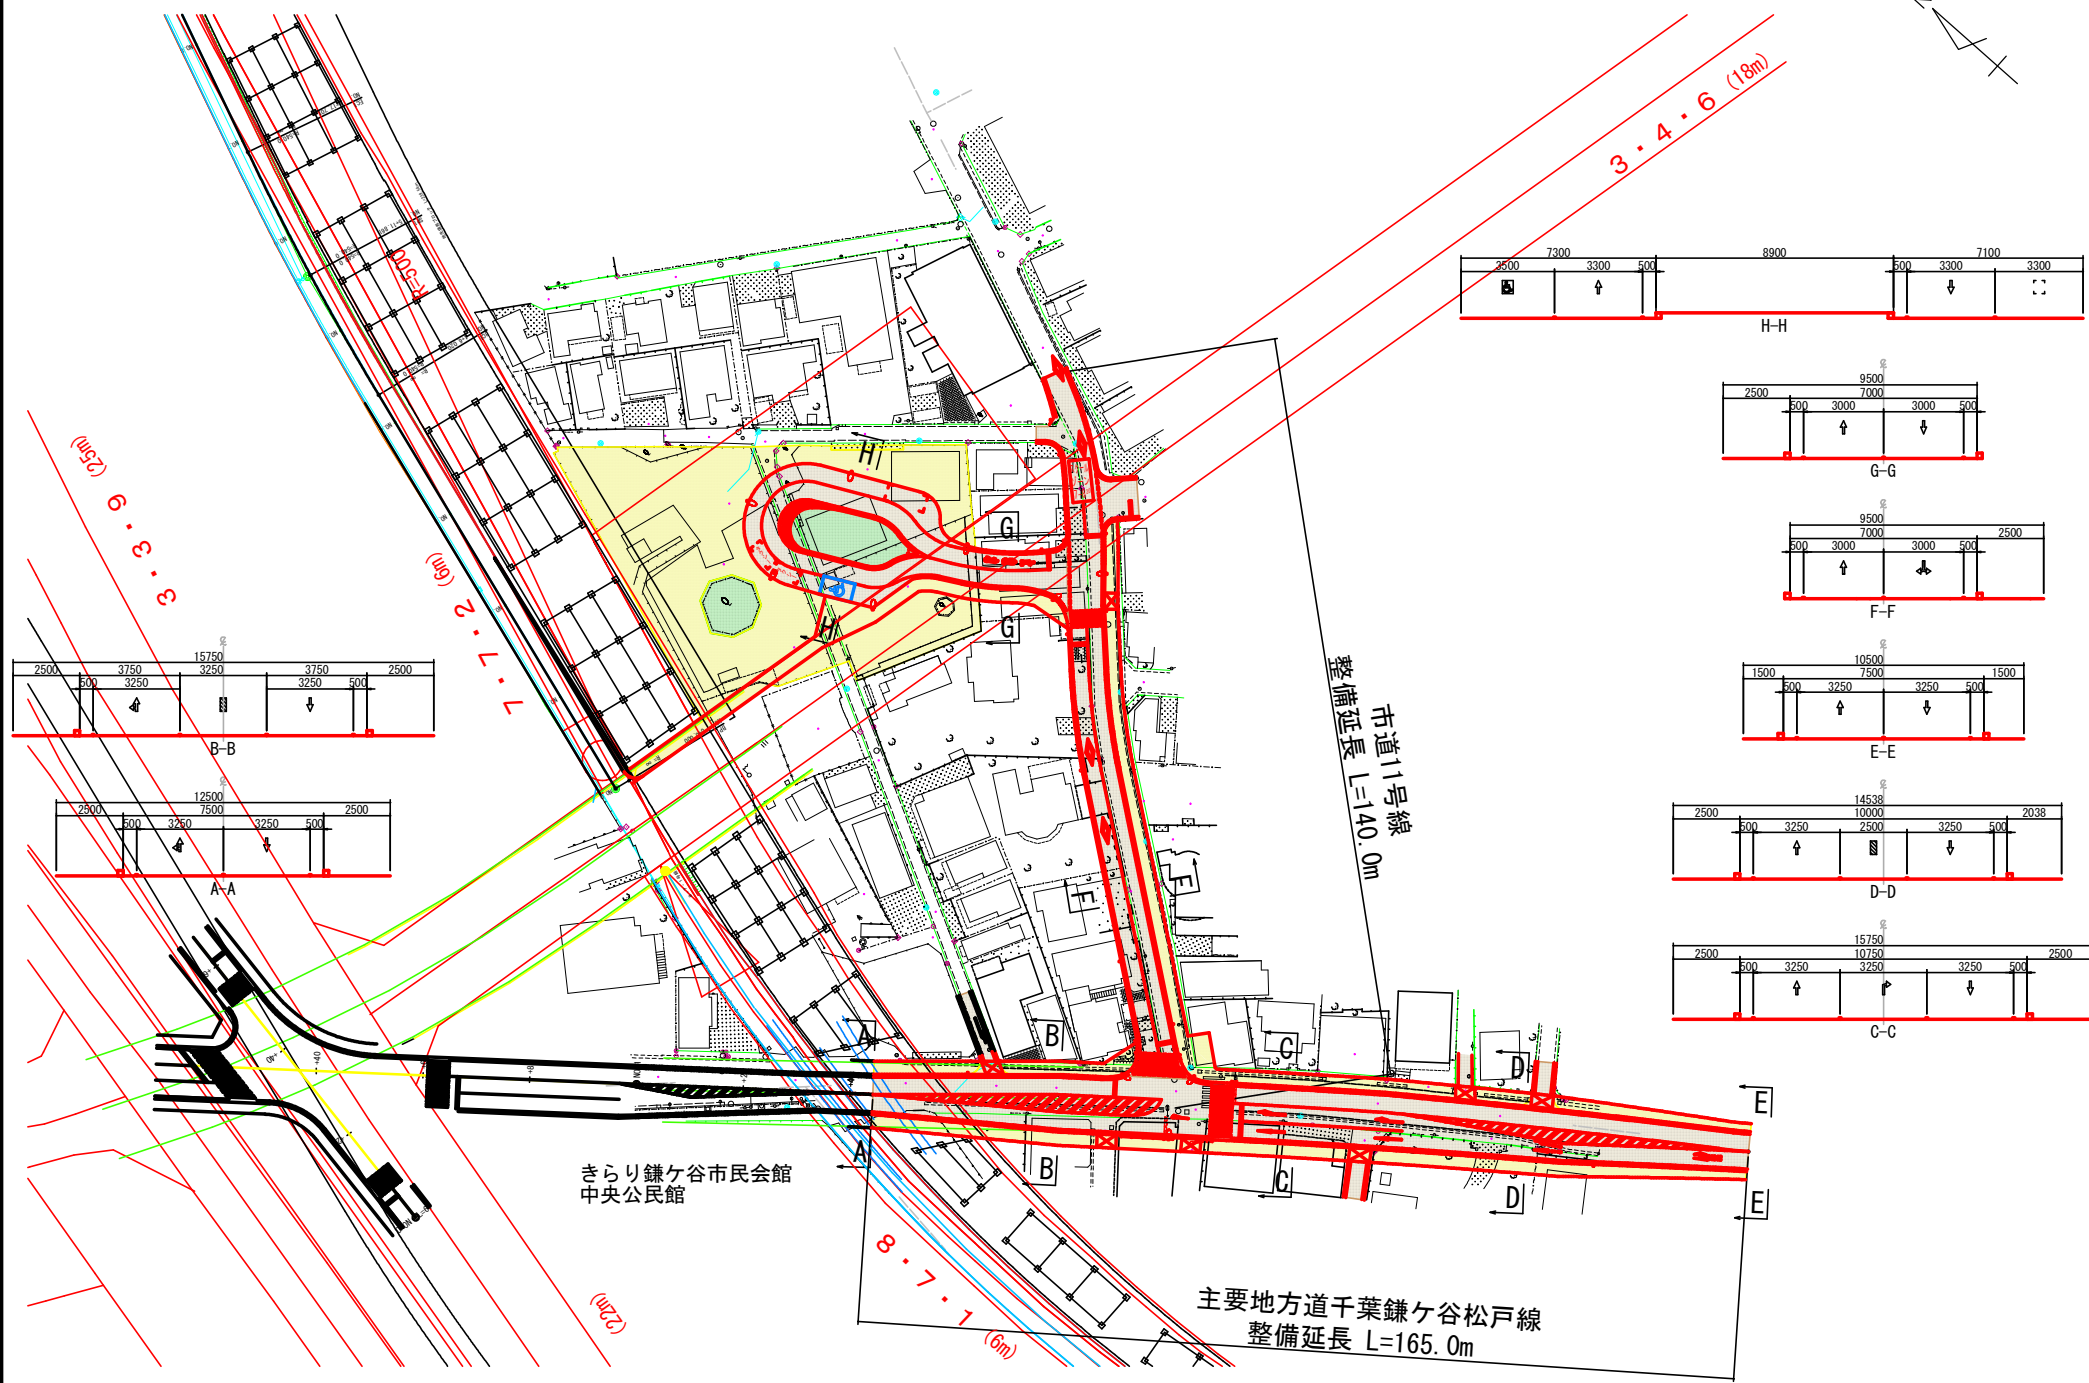 3・4・6 (18m)
R=500
3・3・9 (25m)
7・7・2 (6m)
8・7・1 (6m)
(22m)
市道11号線
整備延長 L=140.0m
主要地方道千葉鎌ケ谷松戸線
整備延長 L=165.0m
きらり鎌ケ谷市民会館
中央公民館
H
H
G
G
F
F
A
A
B
B
C
C
D
D
E
E
7300 8900 7100
3500 3300 500 500 3300 3300
H-H
9500
2500 7000
500 3000 3000 500
G-G
9500
7000 2500
500 3000 3000 500
F-F
10500
1500 7500 1500
500 3250 3250 500
E-E
14538
2500 10000 2038
500 3250 2500 3250 500
D-D
15750
2500 10750 2500
500 3250 3250 3250 500
C-C
15750
2500 3750 3250 3750 2500
500 3250 3250 500
B-B
12500
2500 7500 2500
500 3250 3250 500
A-A